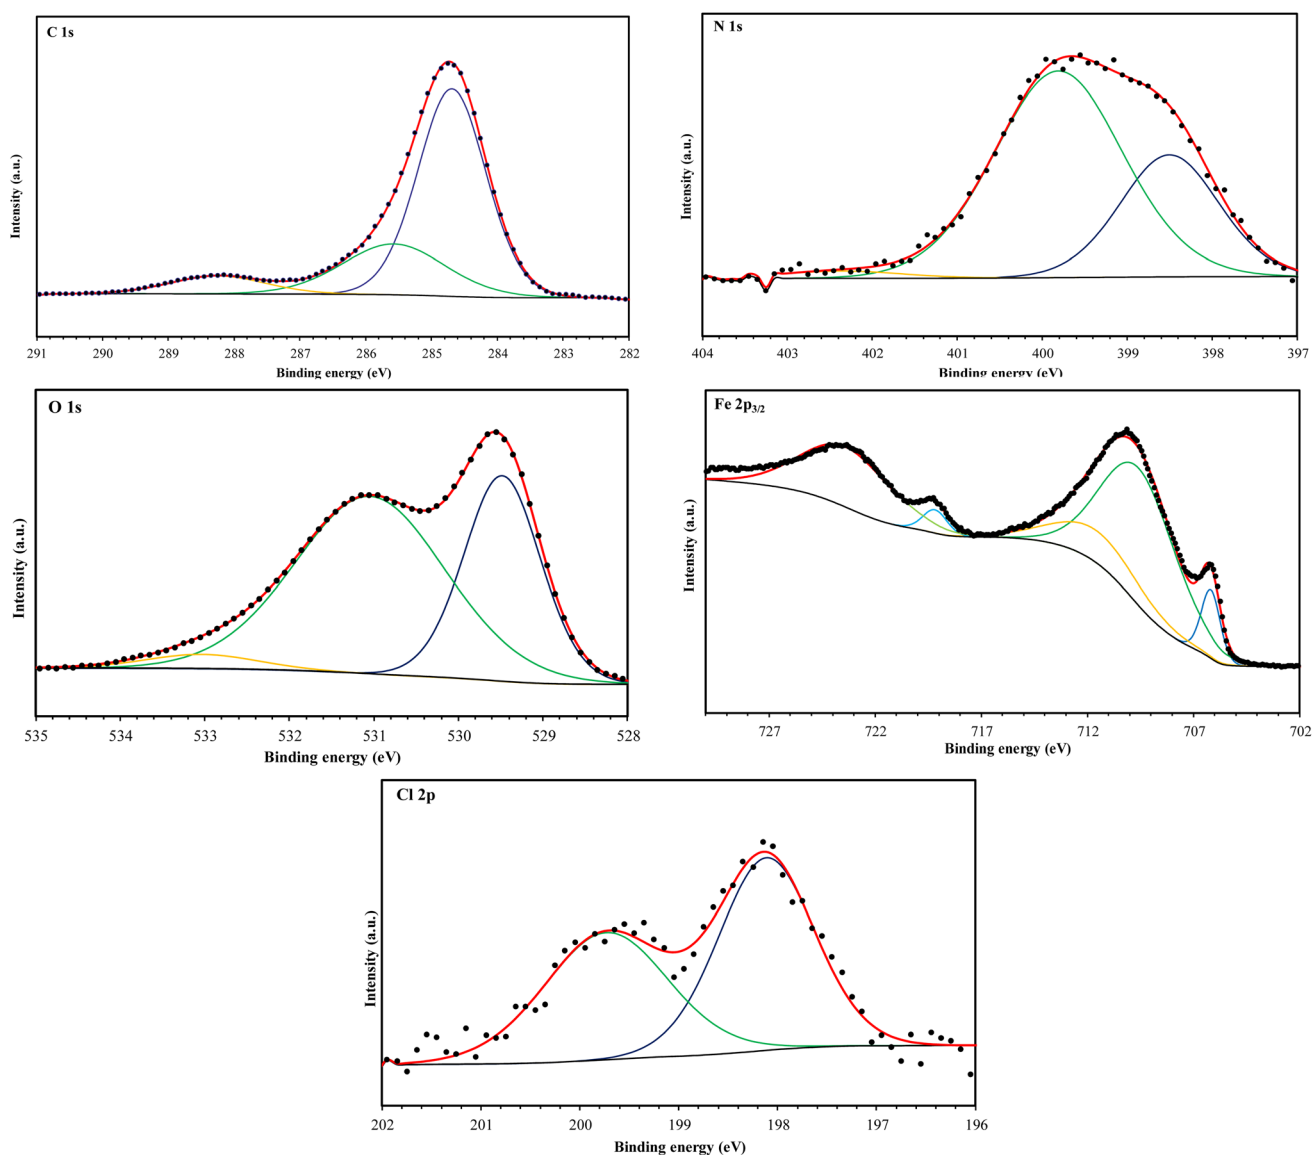 C 1s
Intensity (a.u.)
291 290 289 288 287 286 285 284 283 282
Binding energy (eV)
N 1s
Intensity (a.u.)
404 403 402 401 400 399 398 397
Binding energy (eV)
O 1s
Intensity (a.u.)
535 534 533 532 531 530 529 528
Binding energy (eV)
Fe 2p3/2
Intensity (a.u.)
727 722 717 712 707 702
Binding energy (eV)
Cl 2p
Intensity (a.u.)
202 201 200 199 198 197 196
Binding energy (eV)